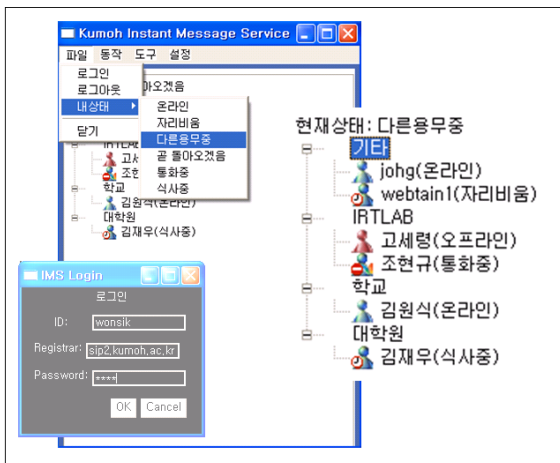 Kumoh Instant Message Service
파일 동작 도구 설정
로그인
로그아웃
내상태
닫기
아오겠음
온라인
자리비움
다른용무중
곧 돌아오겠음
통화중
식사중
IRTLAB
고세
조현
학교
김원식(온라인)
대학원
김재우(식사중)
IMS Login
로그인
ID: wonsik
Registrar: sip2,kumoh,ac,kr
Password: ****
OK Cancel
현재상태: 다른용무중
기타
johg(온라인)
webtain1(자리비움)
IRTLAB
고세령(오프라인)
조현규(통화중)
학교
김원식(온라인)
대학원
김재우(식사중)